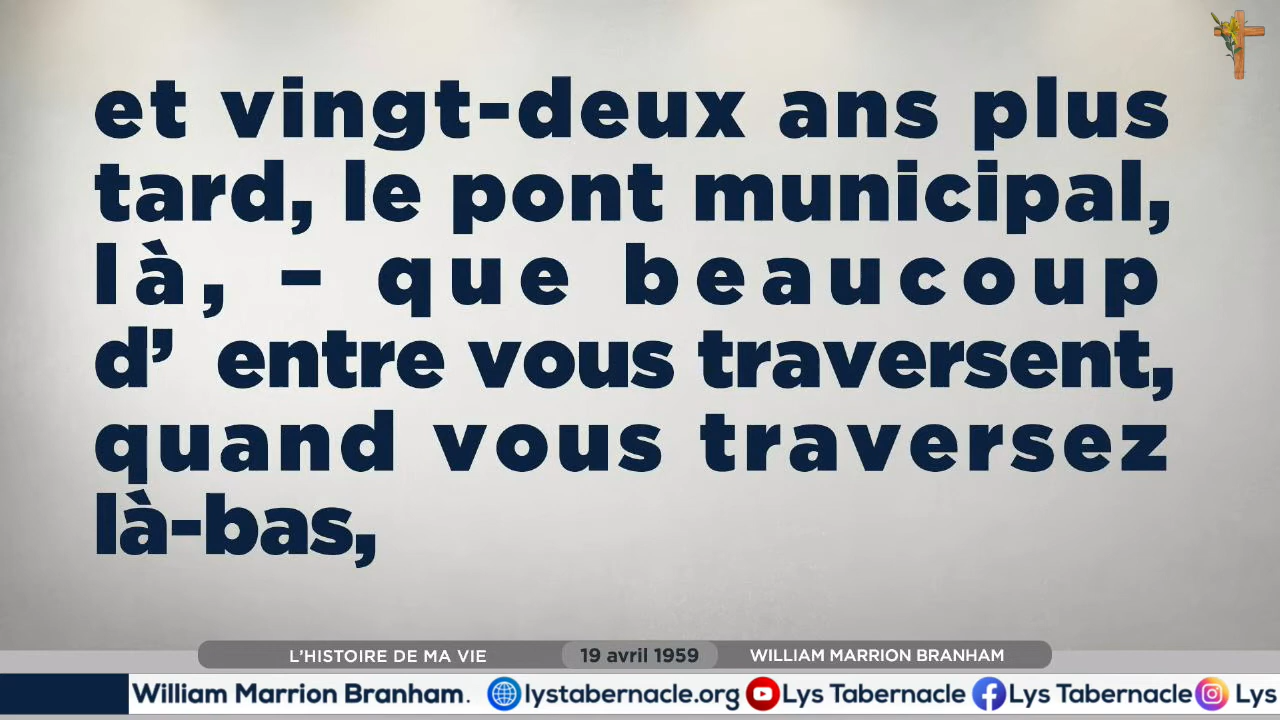 et vingt-deux ans plus
tard, le pont municipal,
là, – que beaucoup
d’ entre vous traversent,
quand vous traversez
là-bas,
L’HISTOIRE DE MA VIE 19 avril 1959 WILLIAM MARRION BRANHAM
William Marrion Branham. lystabernacle.org Lys Tabernacle Lys Tabernacle Lys